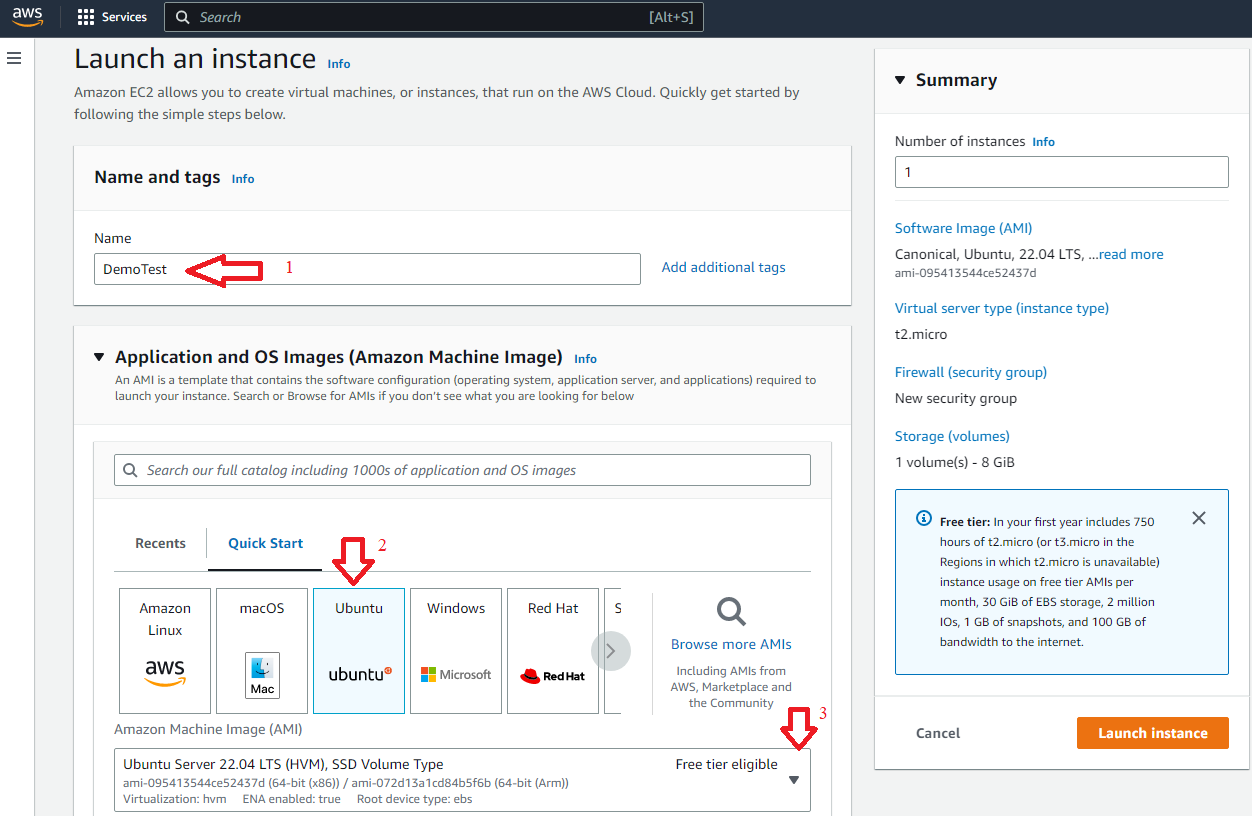 aws
Services
Search
[Alt+S]
Launch an instance Info
Amazon EC2 allows you to create virtual machines, or instances, that run on the AWS Cloud. Quickly get started by
following the simple steps below.
Name and tags Info
Name
DemoTest
1
Add additional tags
Application and OS Images (Amazon Machine Image) Info
An AMI is a template that contains the software configuration (operating system, application server, and applications) required to
launch your instance. Search or Browse for AMIs if you don't see what you are looking for below
Search our full catalog including 1000s of application and OS images
Recents
Quick Start
2
Amazon
Linux
aws
macOS
Mac
Ubuntu
ubuntu
Windows
Microsoft
Red Hat
Red Hat
S
Browse more AMIs
Including AMIs from
AWS, Marketplace and
the Community
Amazon Machine Image (AMI)
3
Ubuntu Server 22.04 LTS (HVM), SSD Volume Type
Free tier eligible
ami-095413544ce52437d (64-bit (x86)) / ami-072d13a1cd84b5f6b (64-bit (Arm))
Virtualization: hvm ENA enabled: true Root device type: ebs
Summary
Number of instances Info
1
Software Image (AMI)
Canonical, Ubuntu, 22.04 LTS, ...read more
ami-095413544ce52437d
Virtual server type (instance type)
t2.micro
Firewall (security group)
New security group
Storage (volumes)
1 volume(s) - 8 GiB
Free tier: In your first year includes 750
hours of t2.micro (or t3.micro in the
Regions in which t2.micro is unavailable)
instance usage on free tier AMIs per
month, 30 GiB of EBS storage, 2 million
IOs, 1 GB of snapshots, and 100 GB of
bandwidth to the internet.
Cancel
Launch instance